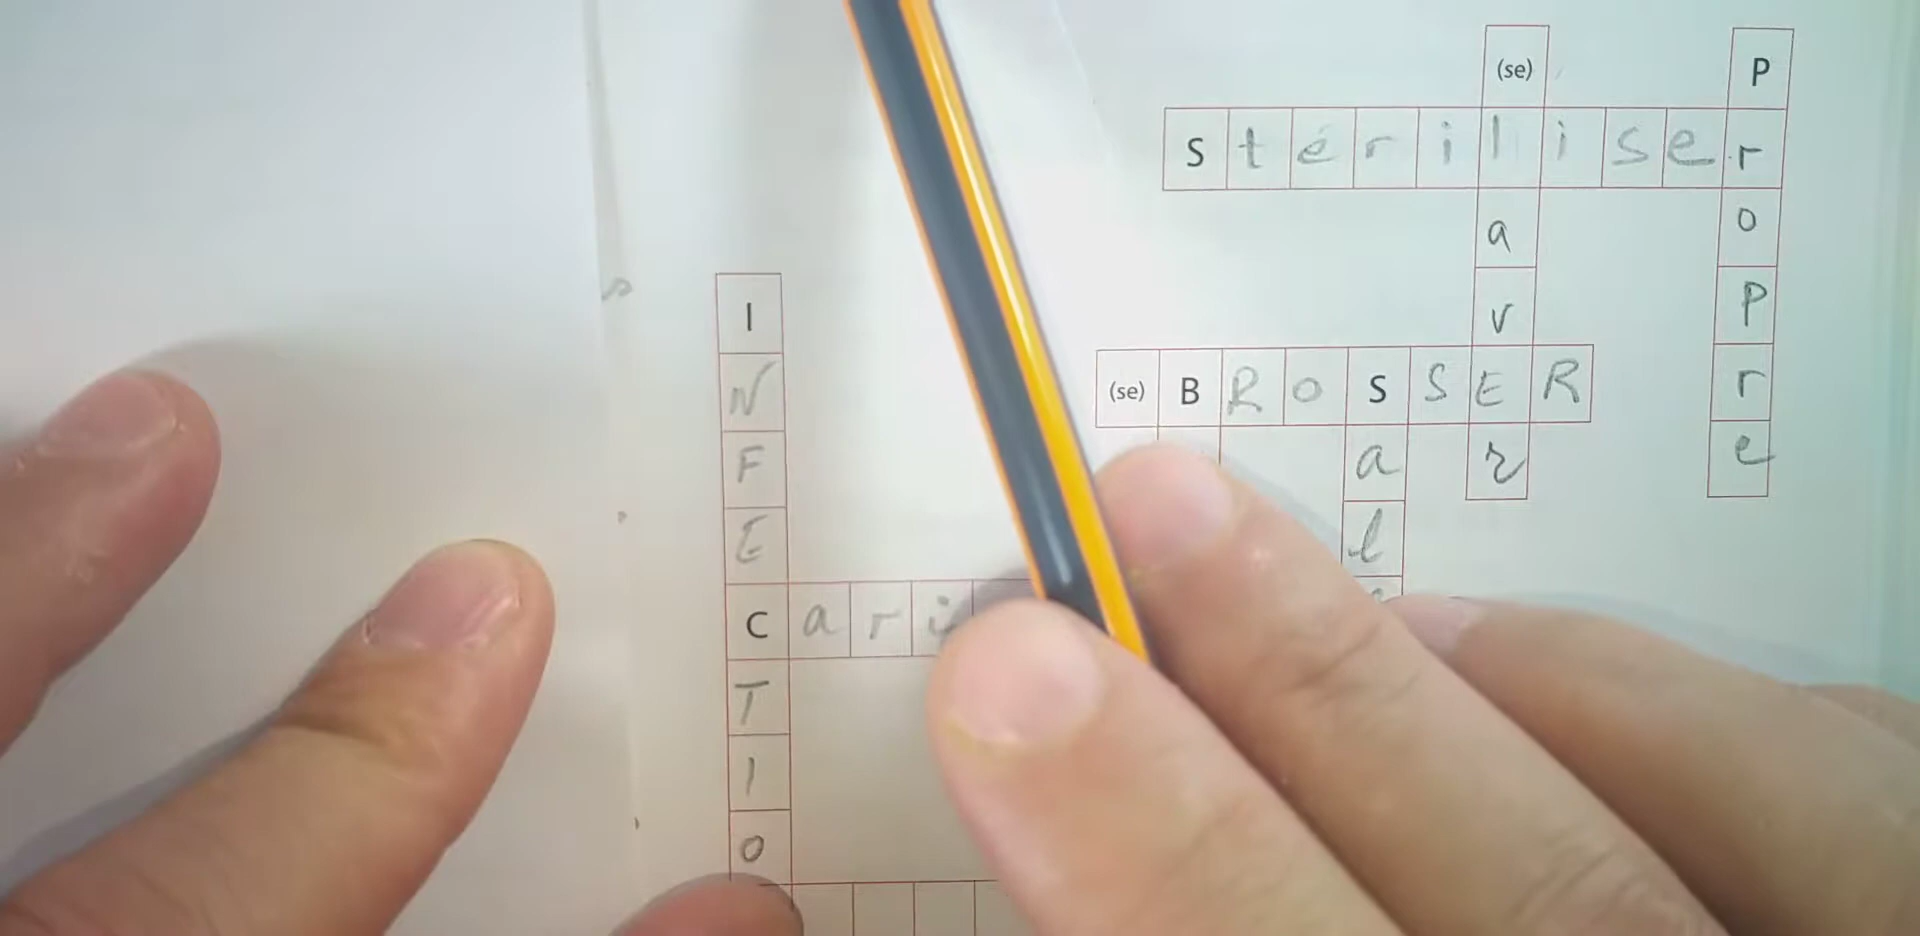 (se)
P
Stériliser
a
o
v
P
I
(se) BROSSER
r
N
F
a
r
e
E
l
Cari
T
I
O